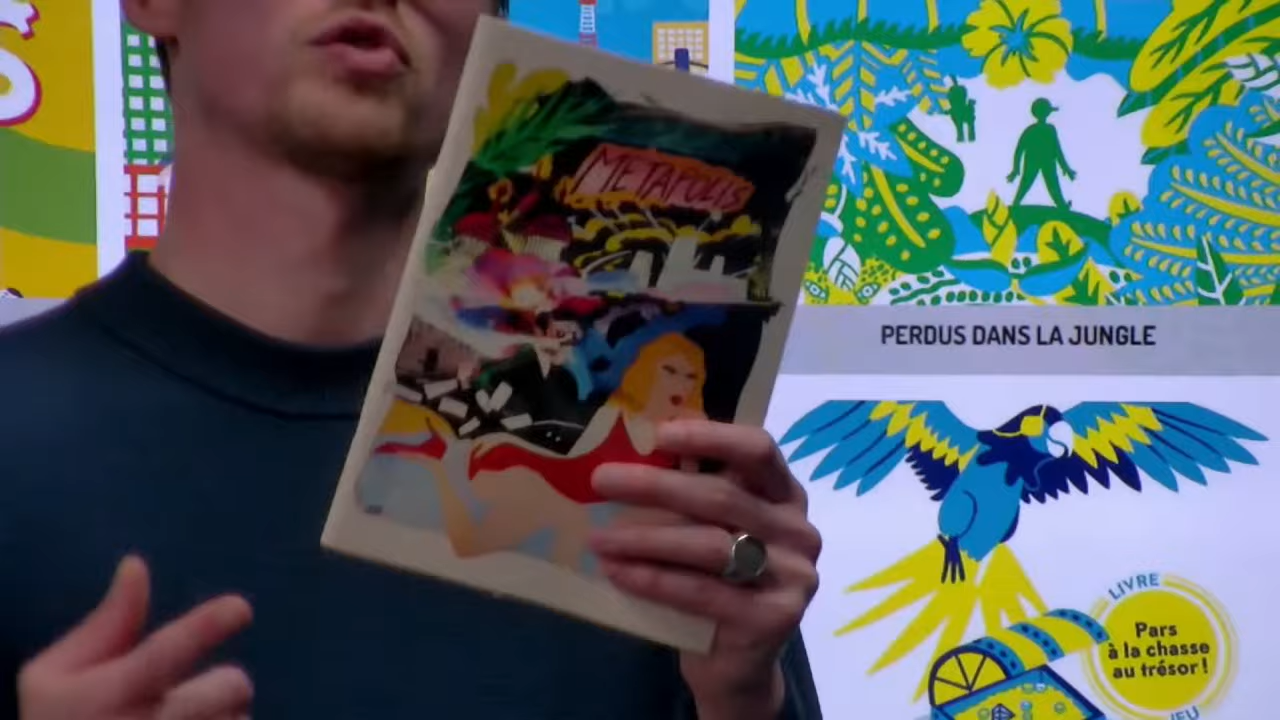 METAPOLIS
PERDUS DANS LA JUNGLE
LIVRE
Pars
à la chasse
au trésor !